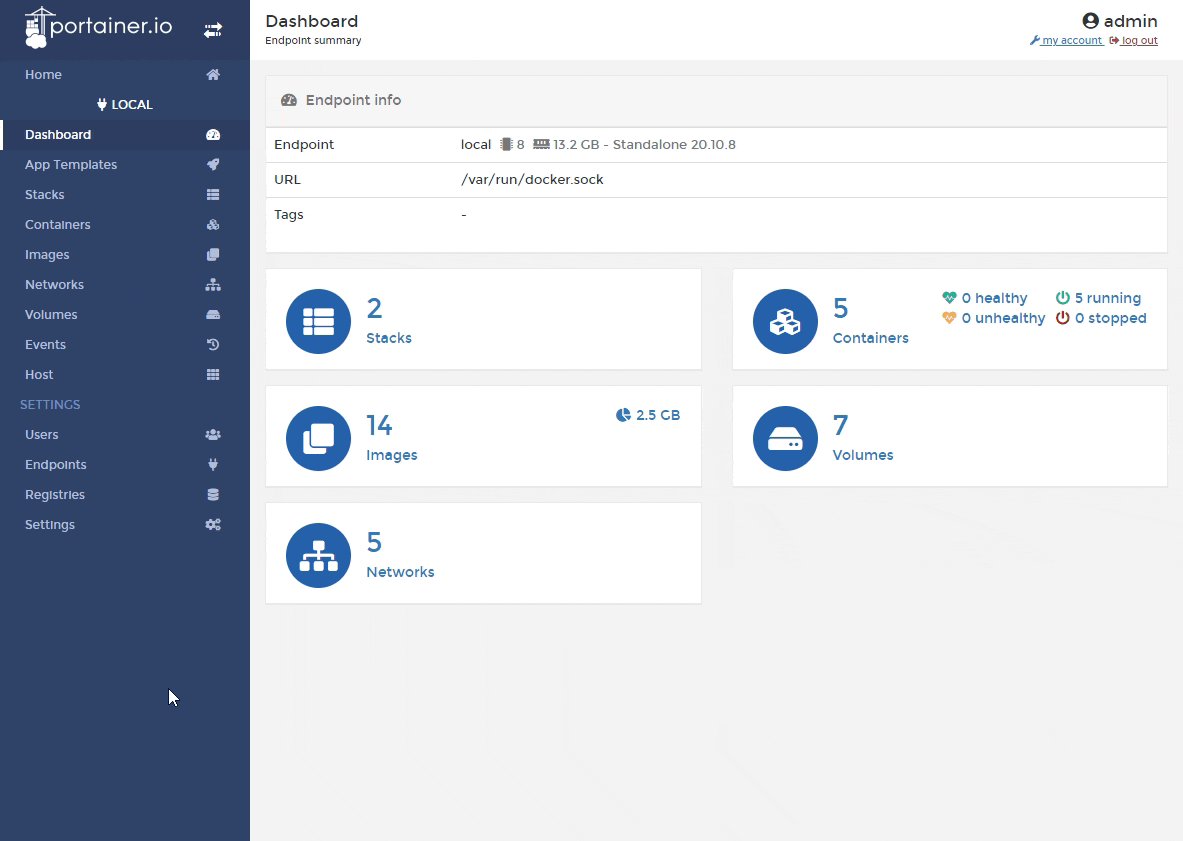 portainer.io
Home
LOCAL
Dashboard
App Templates
Stacks
Containers
Images
Networks
Volumes
Events
Host
SETTINGS
Users
Endpoints
Registries
Settings
Dashboard
Endpoint summary
admin
my account log out
Endpoint info
Endpoint local 8 13.2 GB - Standalone 20.10.8
URL /var/run/docker.sock
Tags -
2
Stacks
5
Containers
0 healthy 5 running
0 unhealthy 0 stopped
14
Images
2.5 GB
7
Volumes
5
Networks